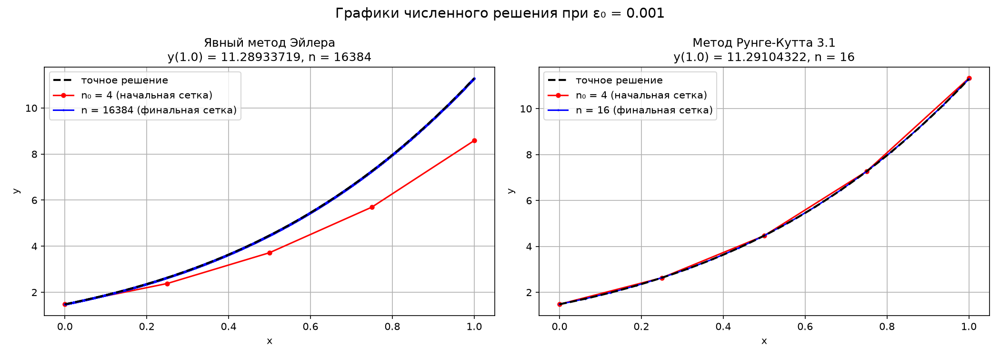 Графики численного решения при ε₀ = 0.001
Явный метод Эйлера
y(1.0) = 11.28933719, n = 16384
точное решение
n₀ = 4 (начальная сетка)
n = 16384 (финальная сетка)
10
8
6
4
2
y
0.0 0.2 0.4 0.6 0.8 1.0
x
Метод Рунге-Кутта 3.1
y(1.0) = 11.29104322, n = 16
точное решение
n₀ = 4 (начальная сетка)
n = 16 (финальная сетка)
10
8
6
4
2
y
0.0 0.2 0.4 0.6 0.8 1.0
x